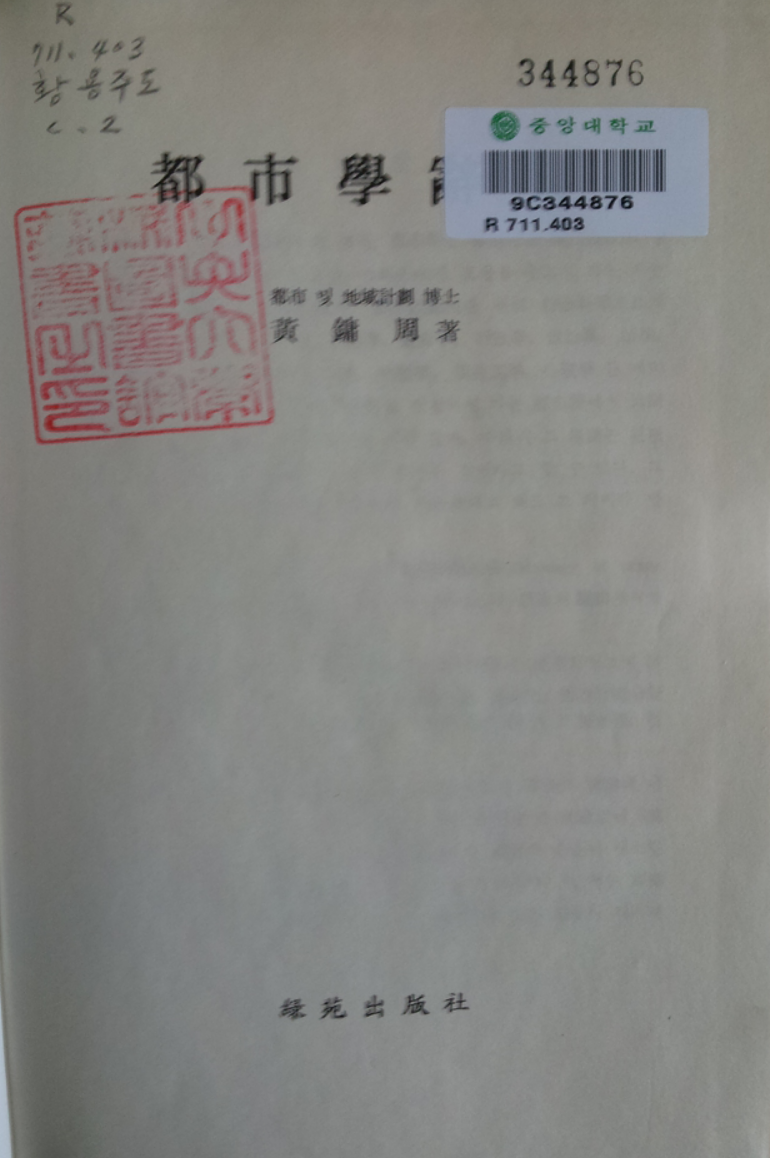 R
711.403
황용주도
c.2
344876
중앙대학교
9C344876
R 711.403
都市學
都市 및 地域計劃 博士
黃鏞周 著
綠苑出版社